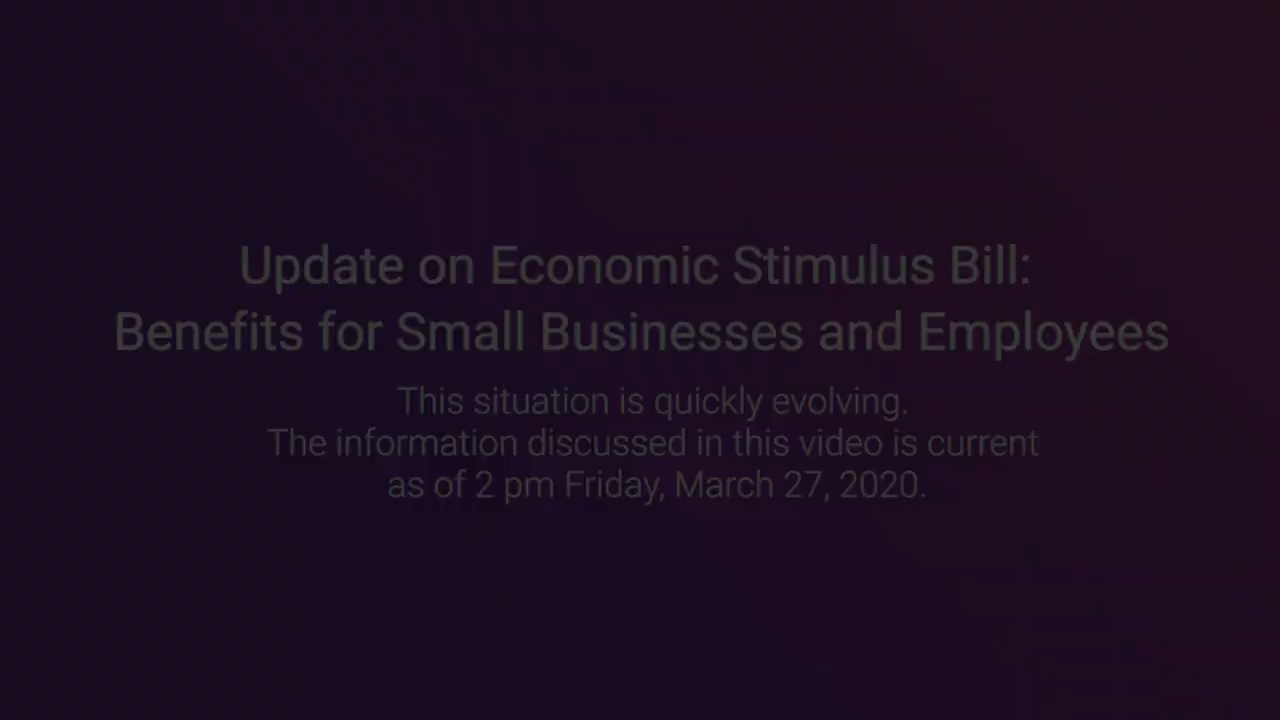 Update on Economic Stimulus Bill:
Benefits for Small Businesses and Employees
This situation is quickly evolving.
The information discussed in this video is current
as of 2 pm Friday, March 27, 2020.